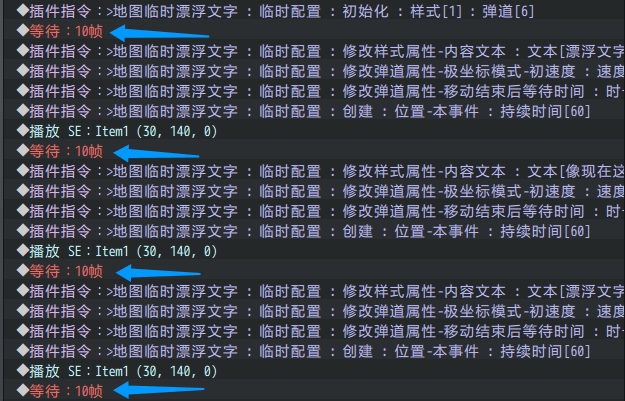 ◆插件指令：>地图临时漂浮文字 : 临时配置 : 初始化 : 样式[1] : 弹道[6]
◆等待：10帧
◆插件指令：>地图临时漂浮文字 : 临时配置 : 修改样式属性-内容文本 : 文本[漂浮文字
◆插件指令：>地图临时漂浮文字 : 临时配置 : 修改弹道属性-极坐标模式-初速度 : 速度
◆插件指令：>地图临时漂浮文字 : 临时配置 : 修改弹道属性-移动结束后等待时间 : 时
◆插件指令：>地图临时漂浮文字 : 临时配置 : 创建 : 位置-本事件 : 持续时间[60]
◆播放 SE：Item1 (30, 140, 0)
◆等待：10帧
◆插件指令：>地图临时漂浮文字 : 临时配置 : 修改样式属性-内容文本 : 文本[像现在这
◆插件指令：>地图临时漂浮文字 : 临时配置 : 修改弹道属性-极坐标模式-初速度 : 速度
◆插件指令：>地图临时漂浮文字 : 临时配置 : 修改弹道属性-移动结束后等待时间 : 时
◆插件指令：>地图临时漂浮文字 : 临时配置 : 创建 : 位置-本事件 : 持续时间[60]
◆播放 SE：Item1 (30, 140, 0)
◆等待：10帧
◆插件指令：>地图临时漂浮文字 : 临时配置 : 修改样式属性-内容文本 : 文本[漂浮文字
◆插件指令：>地图临时漂浮文字 : 临时配置 : 修改弹道属性-极坐标模式-初速度 : 速度
◆插件指令：>地图临时漂浮文字 : 临时配置 : 修改弹道属性-移动结束后等待时间 : 时
◆插件指令：>地图临时漂浮文字 : 临时配置 : 创建 : 位置-本事件 : 持续时间[60]
◆播放 SE：Item1 (30, 140, 0)
◆等待：10帧